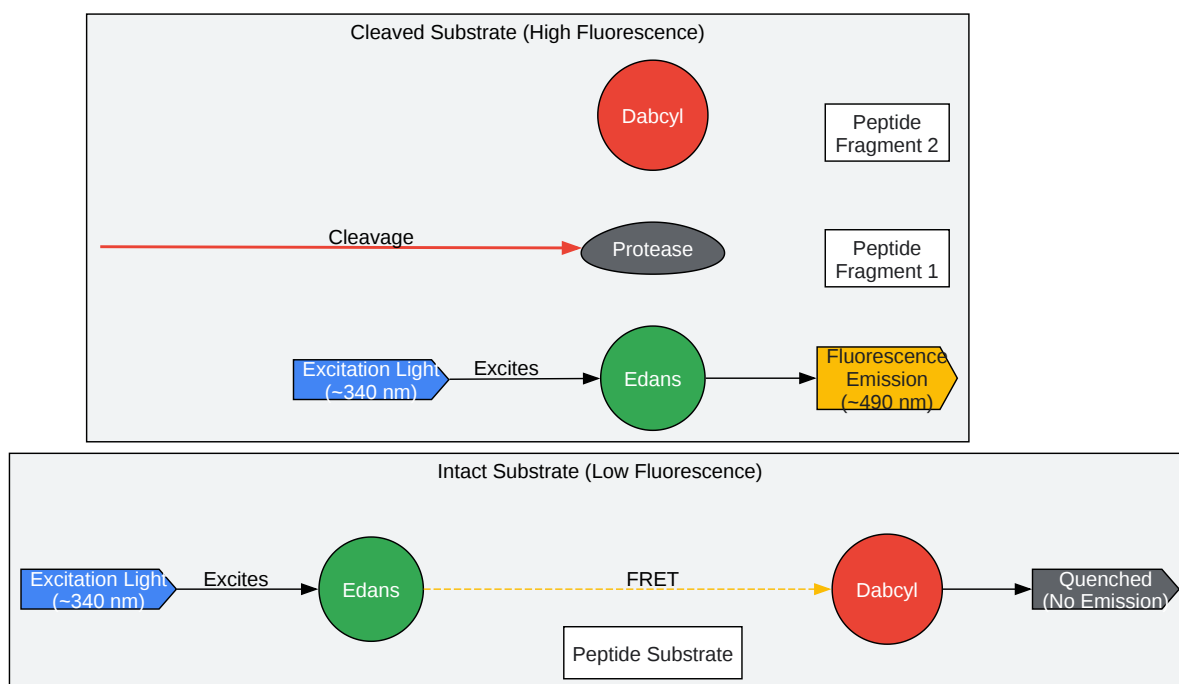 Cleaved Substrate (High Fluorescence)
Dabcyl
Peptide
Fragment 2
Cleavage
Protease
Peptide
Fragment 1
Excitation Light
(~340 nm)
Excites
Edans
Fluorescence
Emission
(~490 nm)
Intact Substrate (Low Fluorescence)
Excitation Light
(~340 nm)
Excites
Edans
FRET
Dabcyl
Quenched
(No Emission)
Peptide Substrate